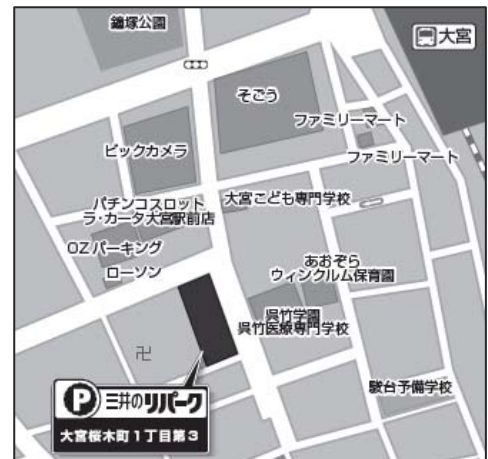 鐘塚公園
大宮
そごう
ファミリーマート
ビックカメラ
ファミリーマート
パチンコスロット
ラ・カータ大宮駅前店
大宮こども専門学校
OZパーキング
ローソン
あおぞら
ウィンクルム保育園
呉竹学園
呉竹医療専門学校
卍
駿台予備学校
P 三井のリパーク
大宮桜木町1丁目第3